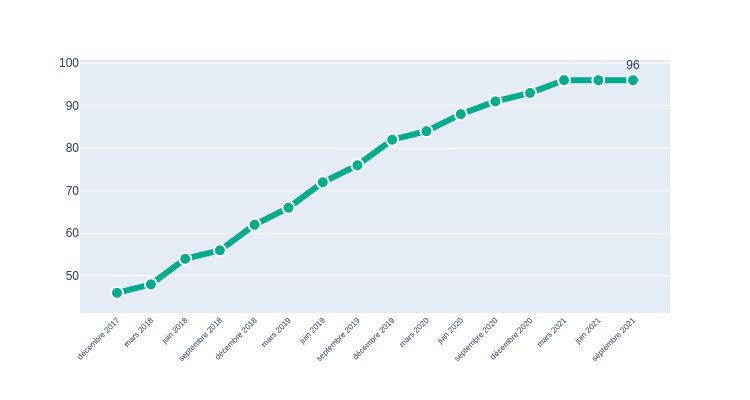 100
90
80
70
60
50
96
décembre 2017
mars 2018
juin 2018
septembre 2018
décembre 2018
mars 2019
juin 2019
septembre 2019
décembre 2019
mars 2020
juin 2020
septembre 2020
décembre 2020
mars 2021
juin 2021
septembre 2021